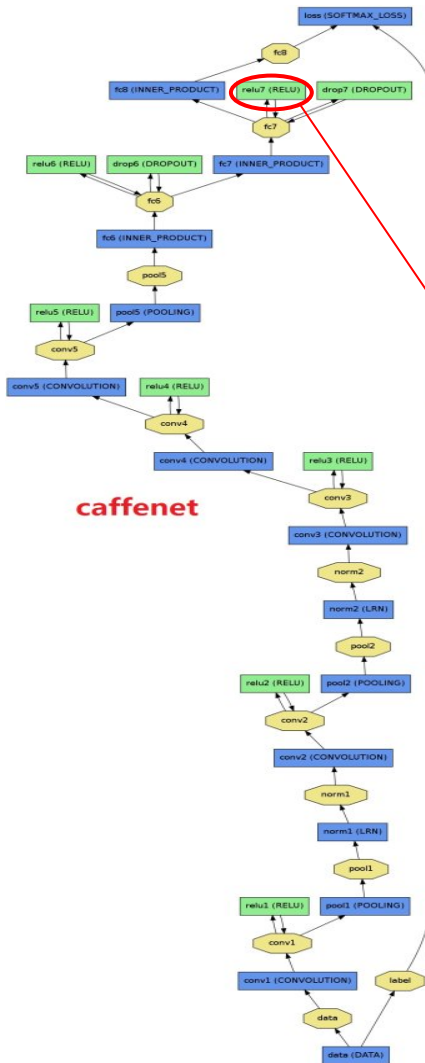 loss (SOFTMAX_LOSS)
fc8
fc8 (INNER_PRODUCT)
relu7 (RELU)
drop7 (DROPOUT)
fc7
relu6 (RELU)
drop6 (DROPOUT)
fc7 (INNER_PRODUCT)
fc6
fc6 (INNER_PRODUCT)
pool5
relu5 (RELU)
pool5 (POOLING)
conv5
conv5 (CONVOLUTION)
relu4 (RELU)
conv4
conv4 (CONVOLUTION)
relu3 (RELU)
conv3
caffenet
conv3 (CONVOLUTION)
norm2
norm2 (LRN)
pool2
relu2 (RELU)
pool2 (POOLING)
conv2
conv2 (CONVOLUTION)
norm1
norm1 (LRN)
pool1
relu1 (RELU)
pool1 (POOLING)
conv1
conv1 (CONVOLUTION)
label
data
data (DATA)